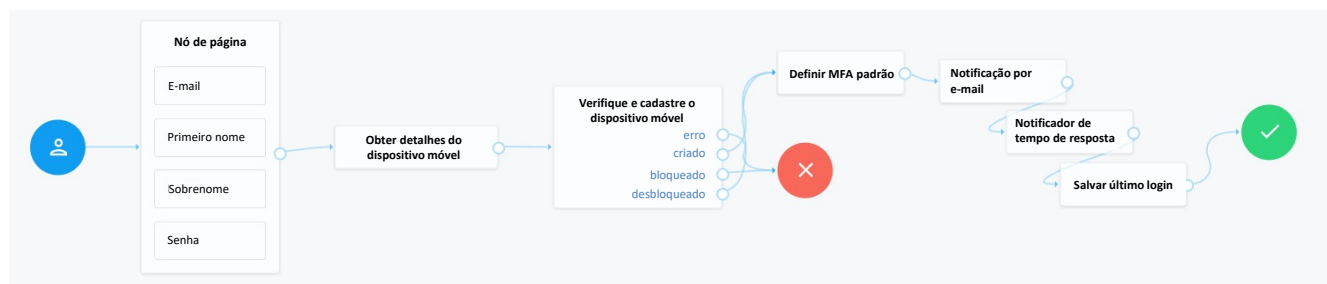 Nó de página
E-mail
Primeiro nome
Sobrenome
Senha
Obter detalhes do
dispositivo móvel
Verifique e cadastre o
dispositivo móvel
erro
criado
bloqueado
desbloqueado
Definir MFA padrão
Notificação por
e-mail
Notificador de
tempo de resposta
Salvar último login